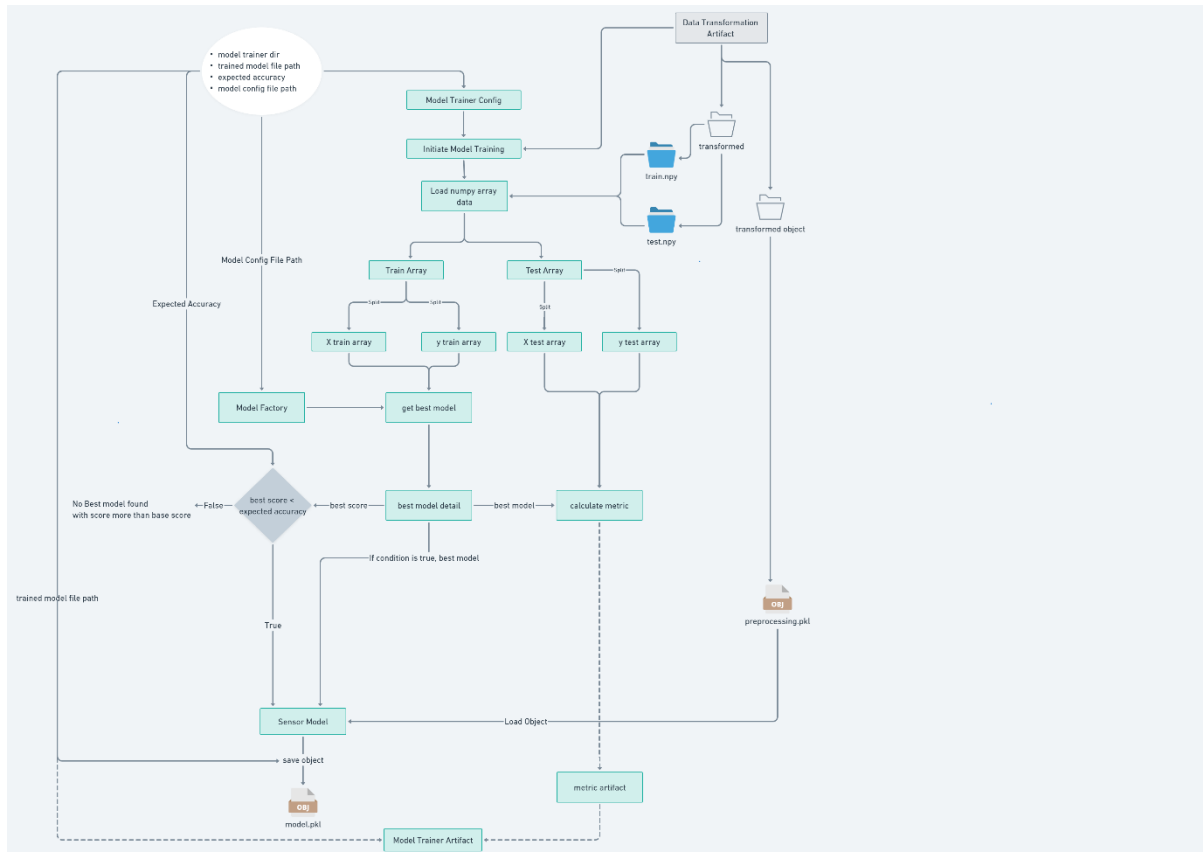 Data Transformation
Artifact
• model trainer dir
• trained model file path
• expected accuracy
• model config file path
Model Trainer Config
Initiate Model Training
transformed
train.npy
Load numpy array
data
test.npy
transformed object
Model Config File Path
Train Array
Test Array
Split
Expected Accuracy
Split
Split
Split
X train array
y train array
X test array
y test array
Model Factory
get best model
No Best model found
with score more than base score
False
best score <
expected accuracy
best score
best model detail
best model
calculate metric
If condition is true, best model
trained model file path
OBJ
preprocessing.pkl
True
Sensor Model
Load Object
save object
metric artifact
OBJ
model.pkl
Model Trainer Artifact